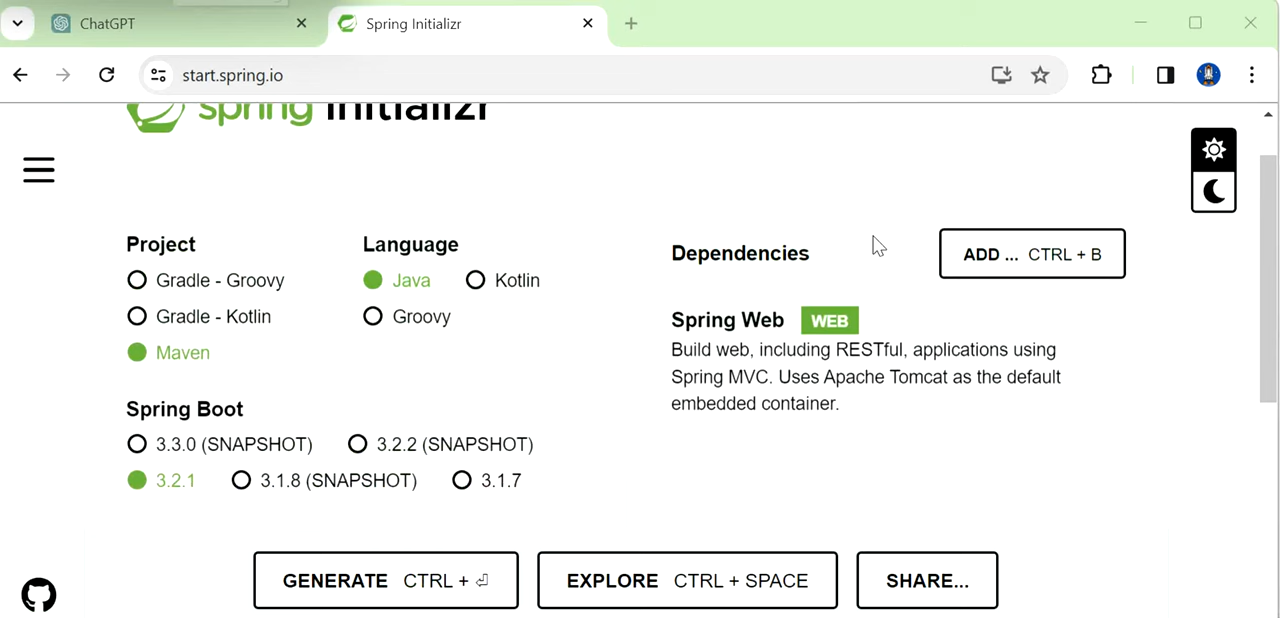 ChatGPT
Spring Initializr
start.spring.io
spring initializr
Project
Gradle - Groovy
Gradle - Kotlin
Maven
Language
Java
Kotlin
Groovy
Spring Boot
3.3.0 (SNAPSHOT)
3.2.2 (SNAPSHOT)
3.2.1
3.1.8 (SNAPSHOT)
3.1.7
Dependencies
ADD ... CTRL + B
Spring Web WEB
Build web, including RESTful, applications using
Spring MVC. Uses Apache Tomcat as the default
embedded container.
GENERATE CTRL + ⏎
EXPLORE CTRL + SPACE
SHARE...